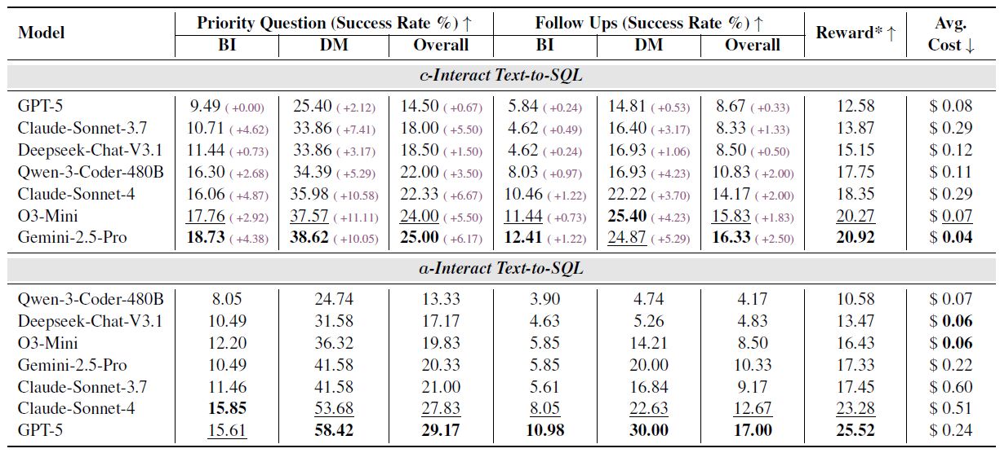 Model Priority Question (Success Rate %) ↑ Follow Ups (Success Rate %) ↑ Reward* ↑ Avg. Cost ↓
BI DM Overall BI DM Overall
c-Interact Text-to-SQL
GPT-5 9.49 ( +0.00) 25.40 ( +2.12) 14.50 ( +0.67) 5.84 ( +0.24) 14.81 ( +0.53) 8.67 ( +0.33) 12.58 $ 0.08
Claude-Sonnet-3.7 10.71 ( +4.62) 33.86 ( +7.41) 18.00 ( +5.50) 4.62 ( +0.49) 16.40 ( +3.17) 8.33 ( +1.33) 13.87 $ 0.29
Deepseek-Chat-V3.1 11.44 ( +0.73) 33.86 ( +3.17) 18.50 ( +1.50) 4.62 ( +0.24) 16.93 ( +1.06) 8.50 ( +0.50) 15.15 $ 0.12
Qwen-3-Coder-480B 16.30 ( +2.68) 34.39 ( +5.29) 22.00 ( +3.50) 8.03 ( +0.97) 16.93 ( +4.23) 10.83 ( +2.00) 17.75 $ 0.11
Claude-Sonnet-4 16.06 ( +4.87) 35.98 ( +10.58) 22.33 ( +6.67) 10.46 ( +1.22) 22.22 ( +3.70) 14.17 ( +2.00) 18.35 $ 0.29
O3-Mini 17.76 ( +2.92) 37.57 ( +11.11) 24.00 ( +5.50) 11.44 ( +0.73) 25.40 ( +4.23) 15.83 ( +1.83) 20.27 $ 0.07
Gemini-2.5-Pro 18.73 ( +4.38) 38.62 ( +10.05) 25.00 ( +6.17) 12.41 ( +1.22) 24.87 ( +5.29) 16.33 ( +2.50) 20.92 $ 0.04
a-Interact Text-to-SQL
Qwen-3-Coder-480B 8.05 24.74 13.33 3.90 4.74 4.17 10.58 $ 0.07
Deepseek-Chat-V3.1 10.49 31.58 17.17 4.63 5.26 4.83 13.47 $ 0.06
O3-Mini 12.20 36.32 19.83 5.85 14.21 8.50 16.43 $ 0.06
Gemini-2.5-Pro 10.49 41.58 20.33 5.85 20.00 10.33 17.33 $ 0.22
Claude-Sonnet-3.7 11.46 41.58 21.00 5.61 16.84 9.17 17.45 $ 0.60
Claude-Sonnet-4 15.85 53.68 27.83 8.05 22.63 12.67 23.28 $ 0.51
GPT-5 15.61 58.42 29.17 10.98 30.00 17.00 25.52 $ 0.24